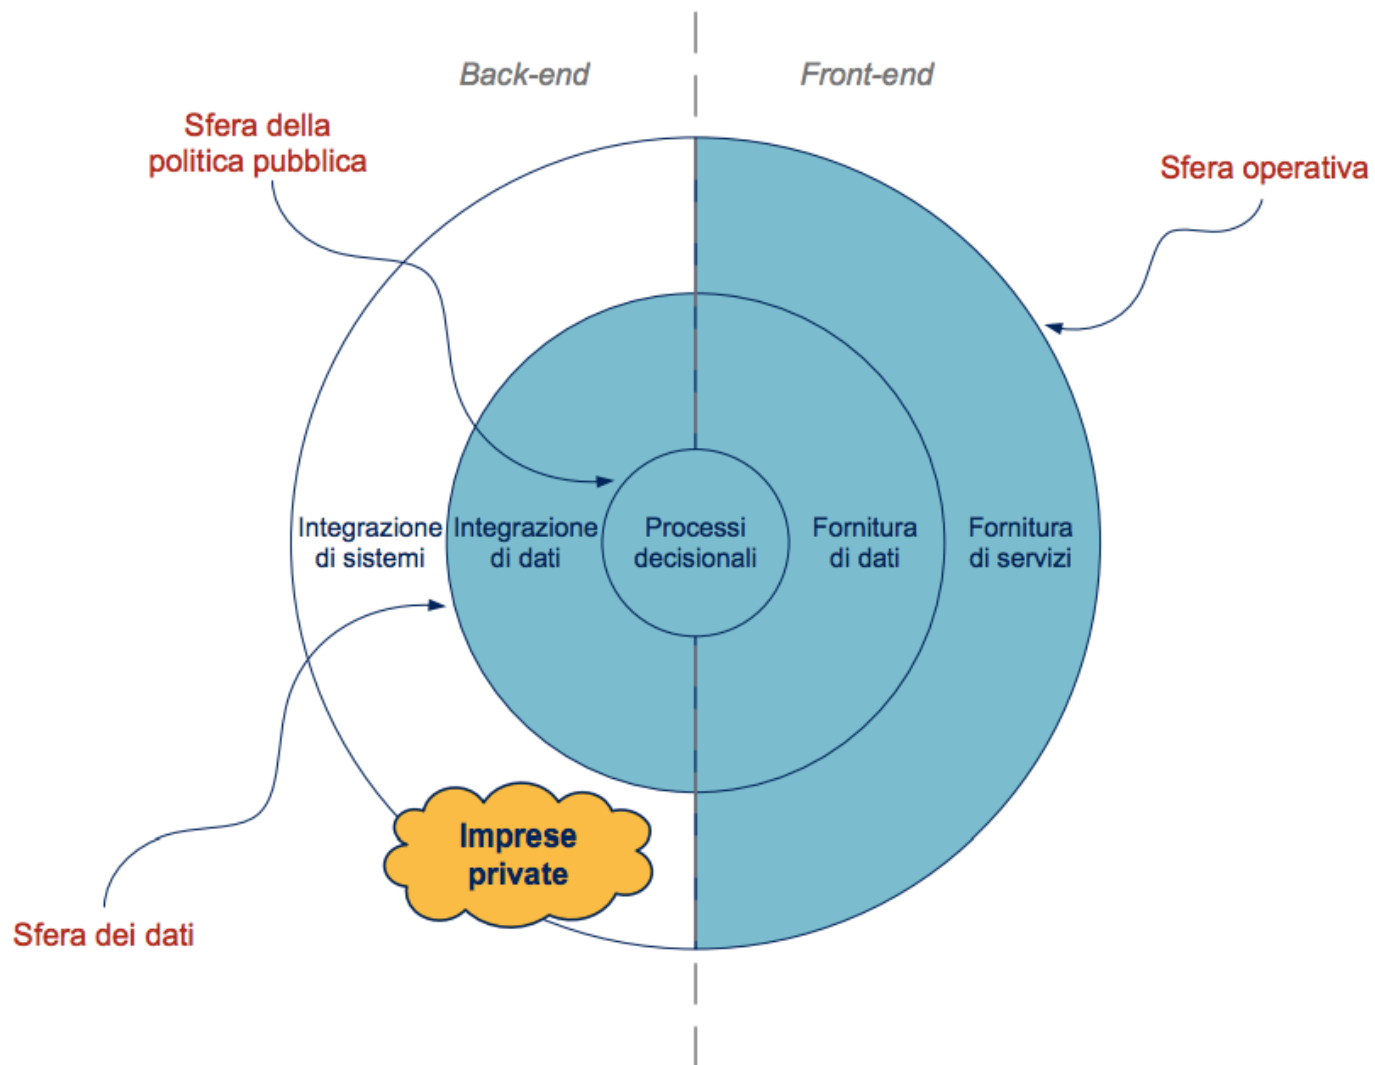 Back-end
Front-end
Sfera della
politica pubblica
Sfera operativa
Integrazione
di sistemi
Integrazione
di dati
Processi
decisionali
Fornitura
di dati
Fornitura
di servizi
Imprese
private
Sfera dei dati